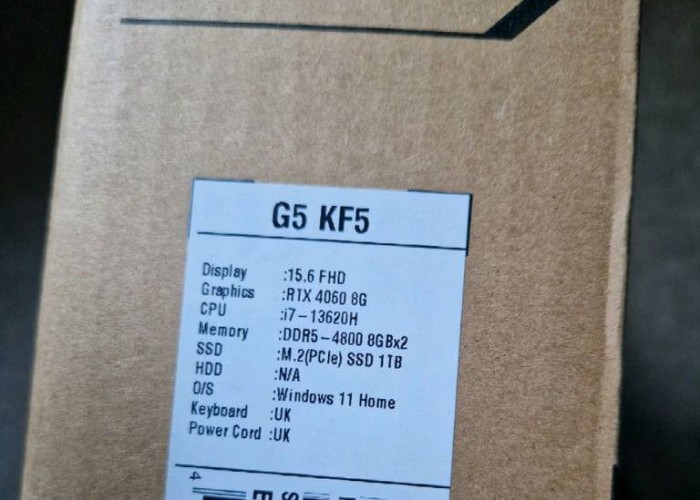 G5 KF5
Display :15.6 FHD
Graphics :RTX 4060 8G
CPU :i7-13620H
Memory :DDR5-4800 8GBx2
SSD :M.2(PCIe) SSD 1TB
HDD :N/A
O/S :Windows 11 Home
Keyboard :UK
Power Cord :UK